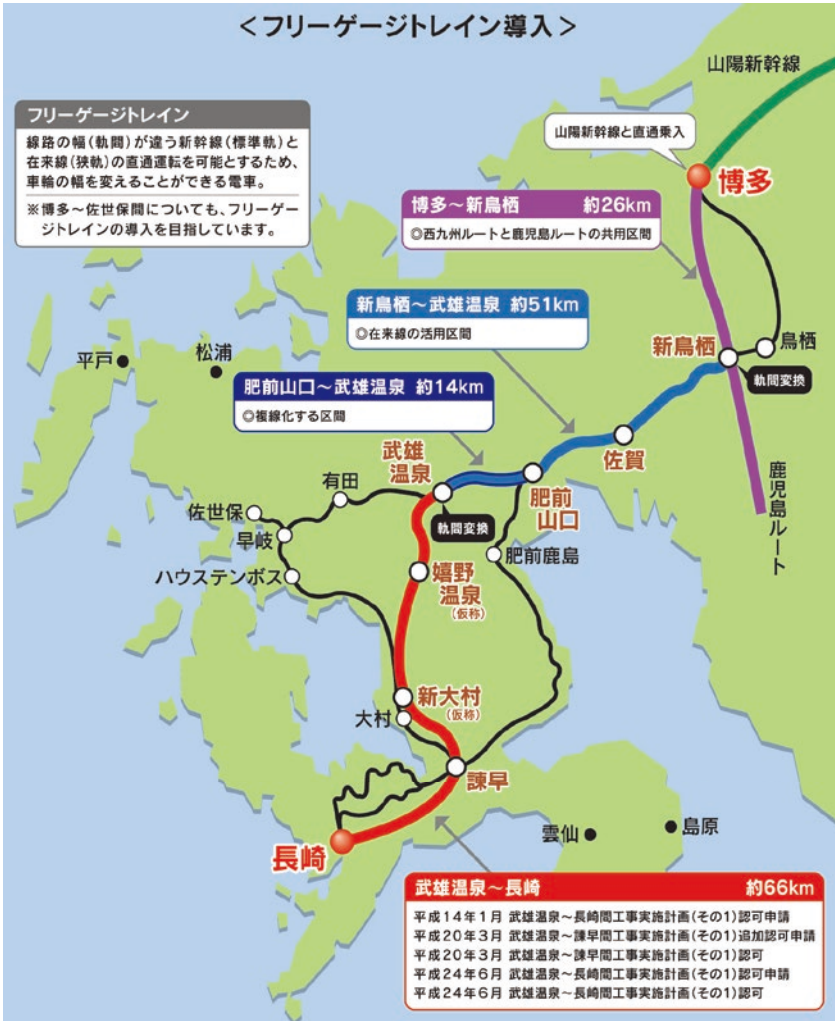 <フリーゲージトレイン導入>
山陽新幹線
フリーゲージトレイン
線路の幅(軌間)が違う新幹線(標準軌)と
在来線(狭軌)の直通運転を可能とするため、
車輪の幅を変えることができる電車。
※博多~佐世保間についても、フリーゲー
ジトレインの導入を目指しています。
山陽新幹線と直通乗入
博多
博多~新鳥栖 約26km
◎西九州ルートと鹿児島ルートの共用区間
新鳥栖~武雄温泉 約51km
◎在来線の活用区間
新鳥栖
鳥栖
軌間変換
平戸
松浦
肥前山口~武雄温泉 約14km
◎複線化する区間
佐賀
武雄
温泉
肥前
山口
鹿児島ルート
有田
佐世保
軌間変換
早岐
肥前鹿島
ハウステンボス
嬉野
温泉
(仮称)
新大村
(仮称)
大村
諫早
長崎
雲仙
島原
武雄温泉~長崎 約66km
平成14年1月 武雄温泉~長崎間工事実施計画(その1)認可申請
平成20年3月 武雄温泉~諫早間工事実施計画(その1)追加認可申請
平成20年3月 武雄温泉~諫早間工事実施計画(その1)認可
平成24年6月 武雄温泉~長崎間工事実施計画(その1)認可申請
平成24年6月 武雄温泉~長崎間工事実施計画(その1)認可